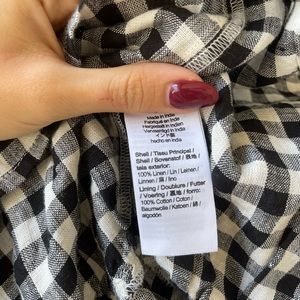 Made in India
Fabriqué en Inde
Hergestellt in Indien
Vervaardigd in India
インド製
hecho en India
Shell / Tissu Principal /
Shell / Bovenstof / 表地 /
tela exterior:
100% Linen / Lin / Leinen /
Linnen / 麻 / lino
Lining / Doublure / Futter
/ Voering / 裏地 / forro:
100% Cotton / Coton /
Baumwolle / Katoen / 綿 /
algodón